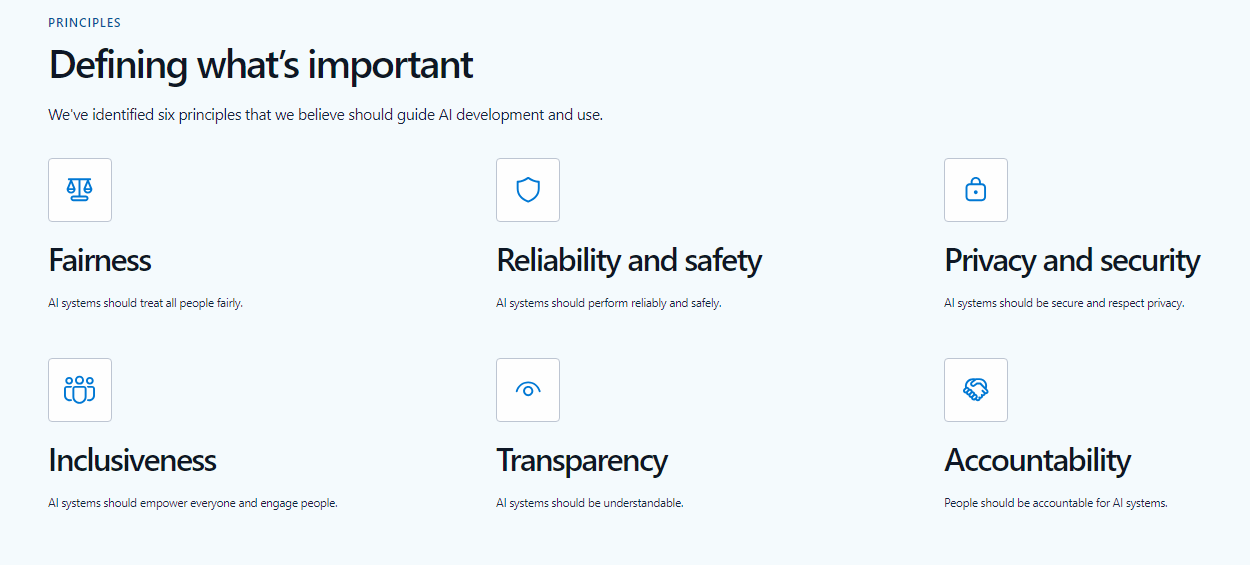 PRINCIPLES
Defining what’s important
We've identified six principles that we believe should guide AI development and use.
Fairness
AI systems should treat all people fairly.
Reliability and safety
AI systems should perform reliably and safely.
Privacy and security
AI systems should be secure and respect privacy.
Inclusiveness
AI systems should empower everyone and engage people.
Transparency
AI systems should be understandable.
Accountability
People should be accountable for AI systems.